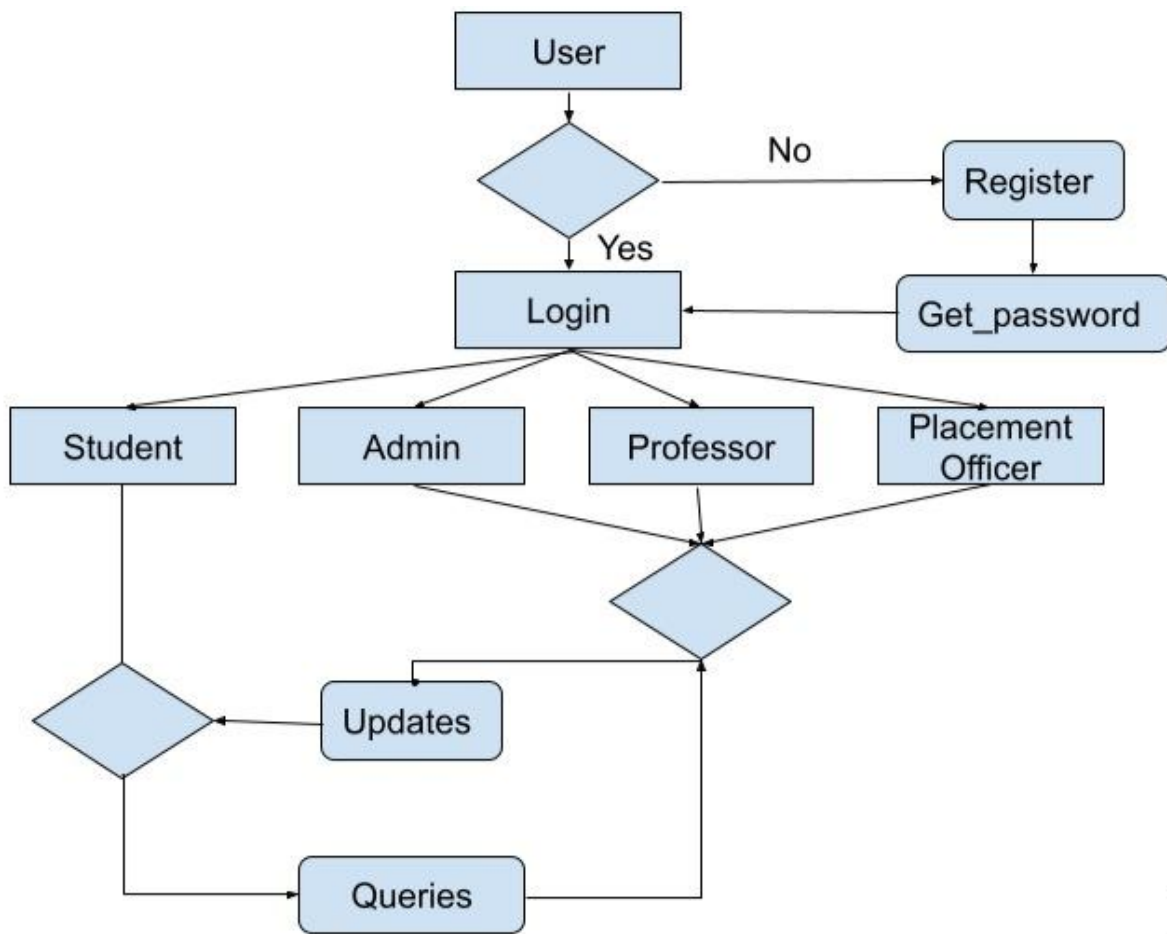 User
No
Register
Yes
Login
Get_password
Student
Admin
Professor
Placement
Officer
Updates
Queries